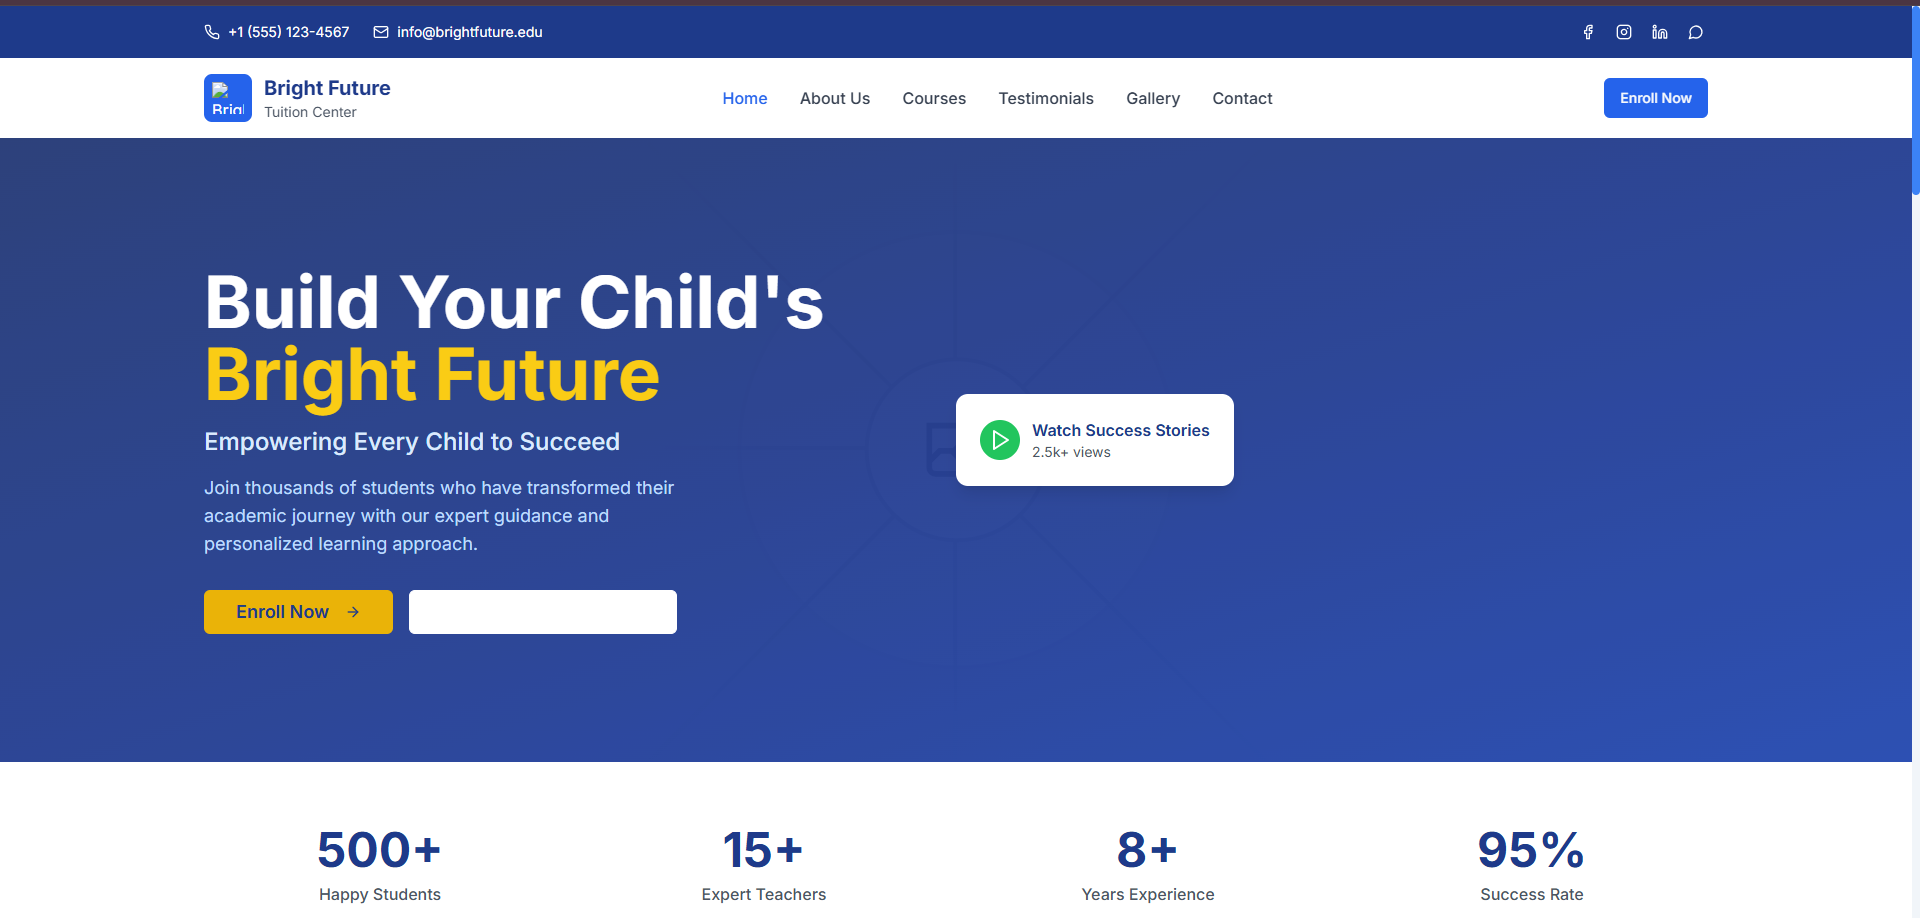 +1 (555) 123-4567
info@brightfuture.edu
Bright Future
Tuition Center
Home
About Us
Courses
Testimonials
Gallery
Contact
Enroll Now
Build Your Child's
Bright Future
Empowering Every Child to Succeed
Join thousands of students who have transformed their
academic journey with our expert guidance and
personalized learning approach.
Enroll Now
Watch Success Stories
2.5k+ views
500+
Happy Students
15+
Expert Teachers
8+
Years Experience
95%
Success Rate